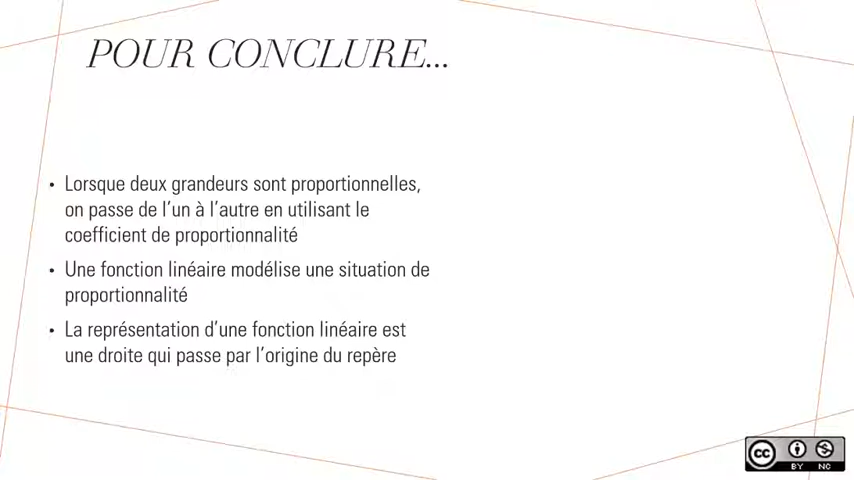 POUR CONCLURE...
• Lorsque deux grandeurs sont proportionnelles,
on passe de l'un à l'autre en utilisant le
coefficient de proportionnalité
• Une fonction linéaire modélise une situation de
proportionnalité
• La représentation d'une fonction linéaire est
une droite qui passe par l'origine du repère
cc
BY NC